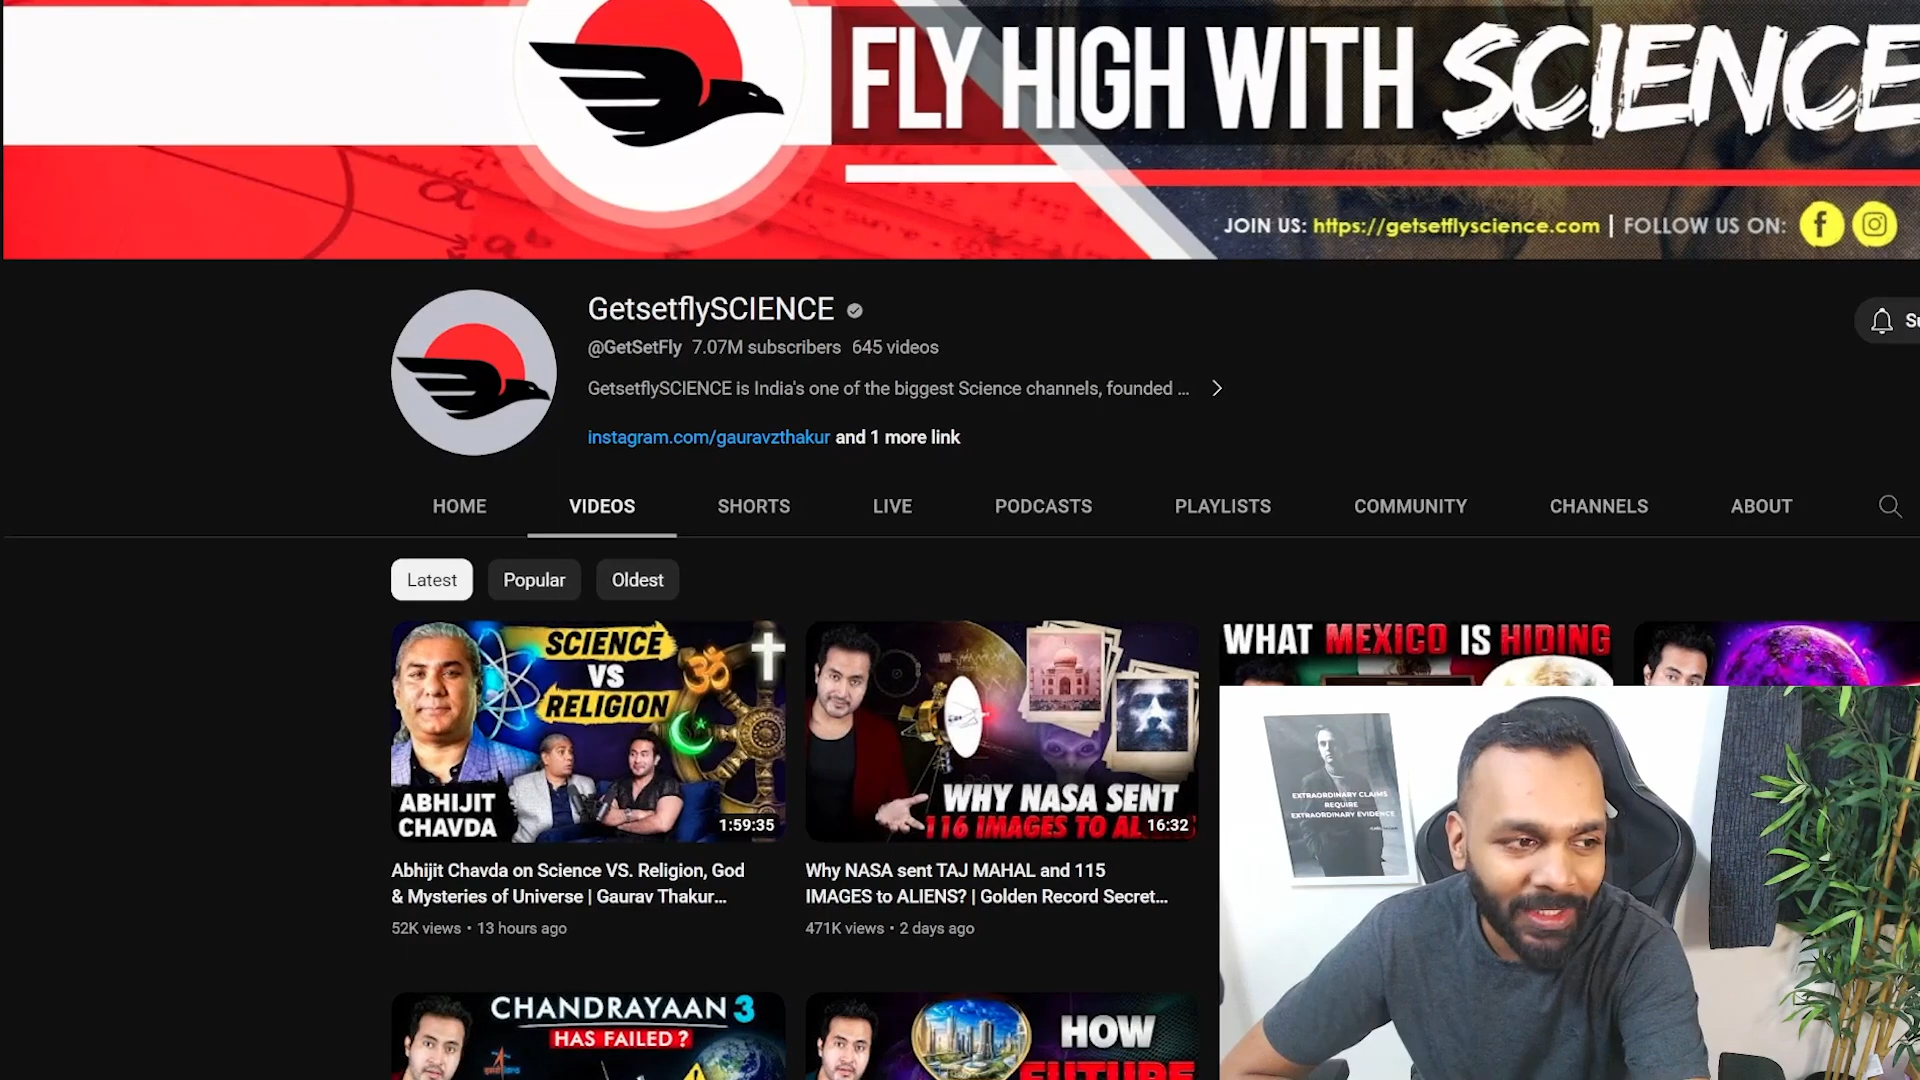 FLY HIGH WITH SCIENCE
JOIN US: https://getsetflyscience.com | FOLLOW US ON:
GetsetflySCIENCE
@GetSetFly 7.07M subscribers 645 videos
GetsetflySCIENCE is India's one of the biggest Science channels, founded ...
instagram.com/gauravzthakur and 1 more link
HOME VIDEOS SHORTS LIVE PODCASTS PLAYLISTS COMMUNITY CHANNELS ABOUT
Latest Popular Oldest
SCIENCE
VS
RELIGION
ABHIJIT
CHAVDA
1:59:35
WHY NASA SENT
116 IMAGES TO
16:32
WHAT MEXICO IS HIDING
Abhijit Chavda on Science VS. Religion, God
& Mysteries of Universe | Gaurav Thakur...
52K views • 13 hours ago
Why NASA sent TAJ MAHAL and 115
IMAGES to ALIENS? | Golden Record Secret...
471K views • 2 days ago
EXTRAORDINARY CLAIMS
REQUIRE
EXTRAORDINARY EVIDENCE
CHANDRAYAAN 3
HAS FAILED ?
HOW
FUTURE